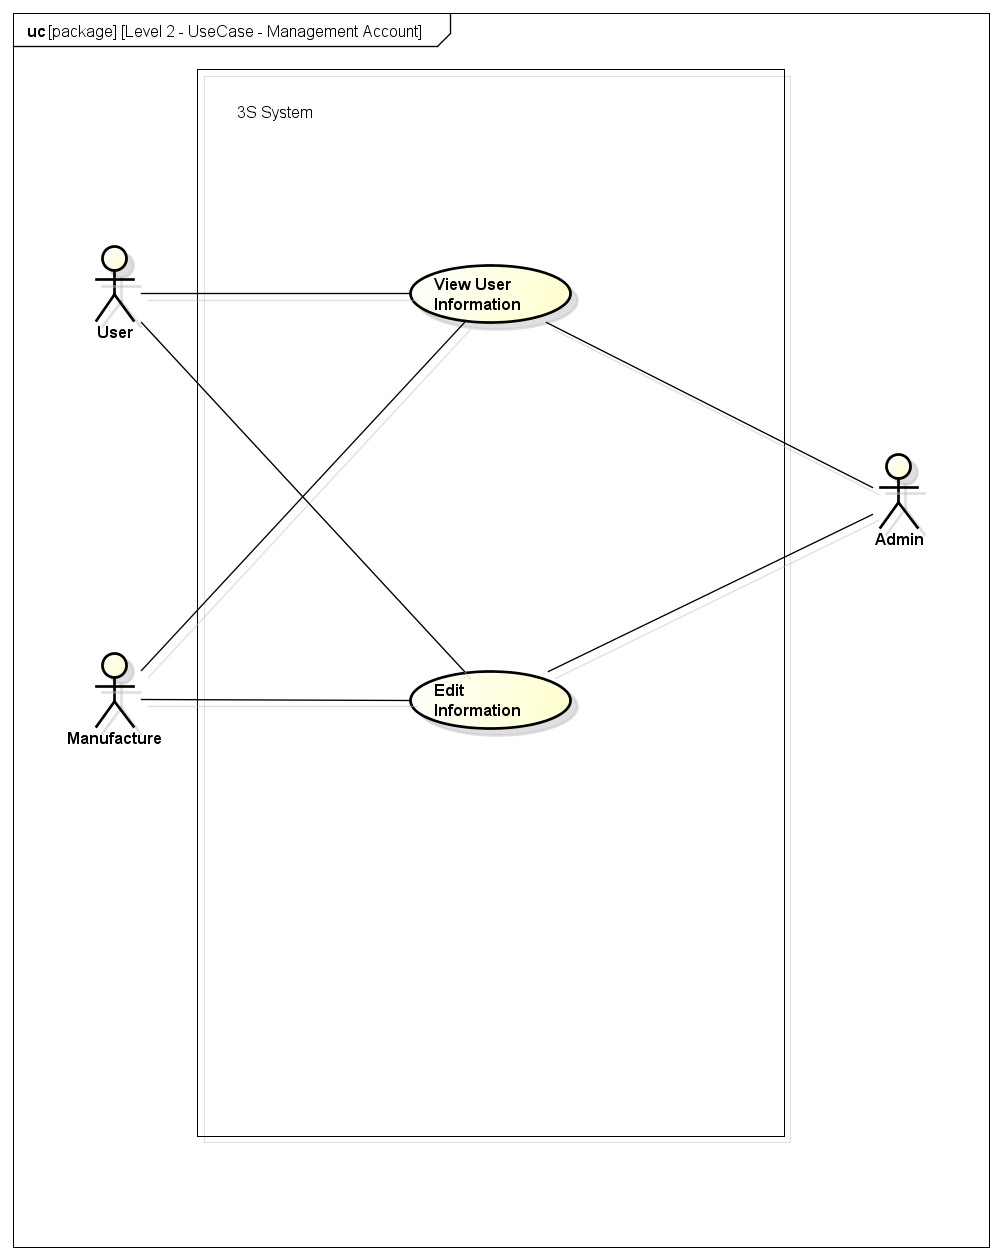 uc [package] [Level 2 - UseCase - Management Account]
3S System
User
View User
Information
Admin
Manufacture
Edit
Information